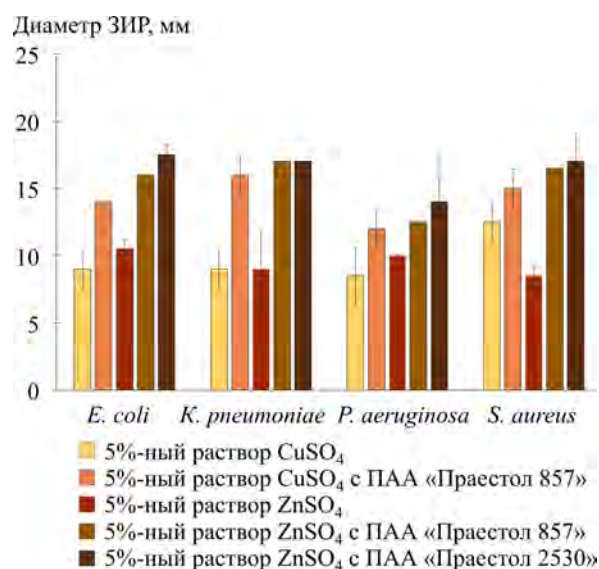 Диаметр ЗИР, мм
25
20
15
10
5
0
E. coli K. pneumoniae P. aeruginosa S. aureus
5%-ный раствор CuSO₄
5%-ный раствор CuSO₄ с ПАА «Праестол 857»
5%-ный раствор ZnSO₄
5%-ный раствор ZnSO₄ с ПАА «Праестол 857»
5%-ный раствор ZnSO₄ с ПАА «Праестол 2530»